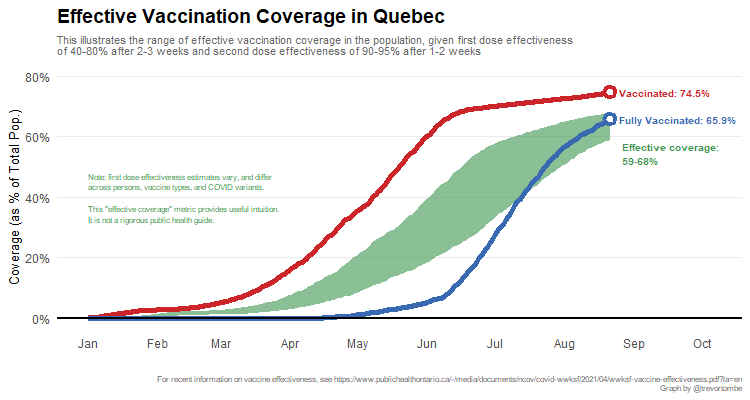 Effective Vaccination Coverage in Quebec
This illustrates the range of effective vaccination coverage in the population, given first dose effectiveness
of 40-80% after 2-3 weeks and second dose effectiveness of 90-95% after 1-2 weeks
Coverage (as % of Total Pop.)
80%
60%
40%
20%
0%
Vaccinated: 74.5%
Fully Vaccinated: 65.9%
Effective coverage:
59-68%
Note: first dose effectiveness estimates vary, and differ
across persons, vaccine types, and COVID variants.
This "effective coverage" metric provides useful intuition.
It is not a rigorous public health guide.
Jan Feb Mar Apr May Jun Jul Aug Sep Oct
For recent information on vaccine effectiveness, see https://www.publichealthontario.ca/-/media/documents/ncov/covid-wwksf/2021/04/wwksf-vaccine-effectiveness.pdf?la=en
Graph by @trevortombe